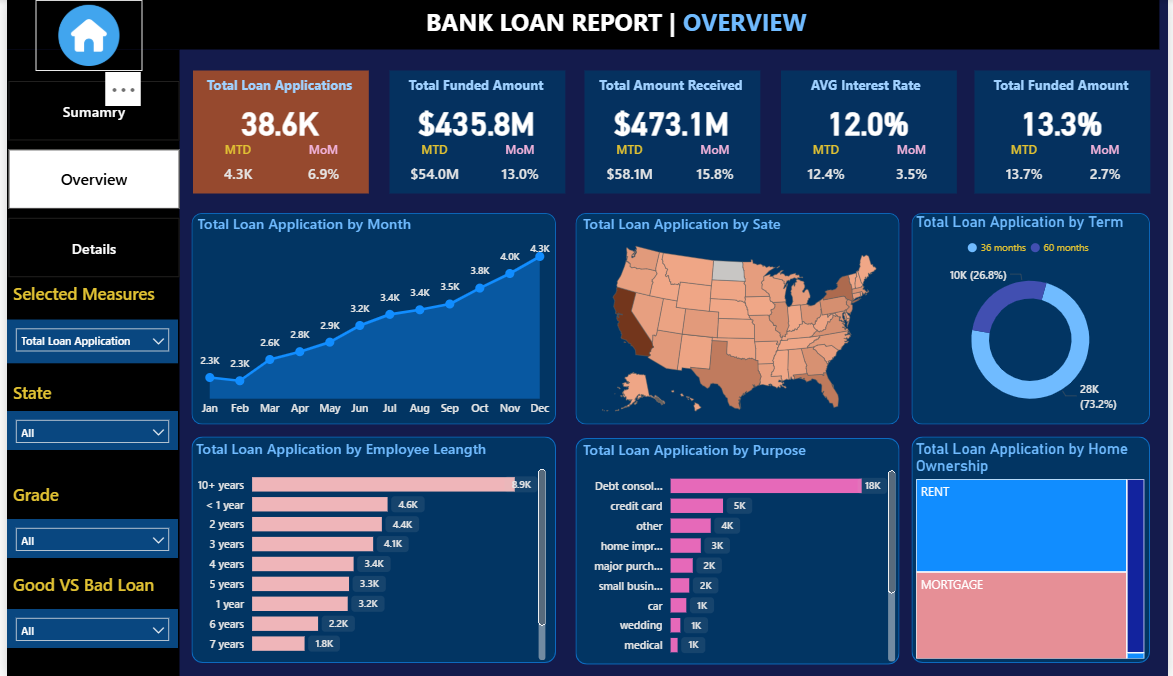 BANK LOAN REPORT | OVERVIEW
...
Sumamry
Overview
Details
Selected Measures
Total Loan Application
State
All
Grade
All
Good VS Bad Loan
All
Total Loan Applications
38.6K
MTD MoM
4.3K 6.9%
Total Funded Amount
$435.8M
MTD MoM
$54.0M 13.0%
Total Amount Received
$473.1M
MTD MoM
$58.1M 15.8%
AVG Interest Rate
12.0%
MTD MoM
12.4% 3.5%
Total Funded Amount
13.3%
MTD MoM
13.7% 2.7%
Total Loan Application by Month
2.3K 2.3K 2.6K 2.8K 2.9K 3.2K 3.4K 3.4K 3.5K 3.8K 4.0K 4.3K
Jan Feb Mar Apr May Jun Jul Aug Sep Oct Nov Dec
Total Loan Application by Sate
Total Loan Application by Term
36 months 60 months
10K (26.8%)
28K
(73.2%)
Total Loan Application by Employee Leangth
10+ years 8.9K
< 1 year 4.6K
2 years 4.4K
3 years 4.1K
4 years 3.4K
5 years 3.3K
1 year 3.2K
6 years 2.2K
7 years 1.8K
Total Loan Application by Purpose
Debt consol... 18K
credit card 5K
other 4K
home impr... 3K
major purch... 2K
small busin... 2K
car 1K
wedding 1K
medical 1K
Total Loan Application by Home
Ownership
RENT
MORTGAGE